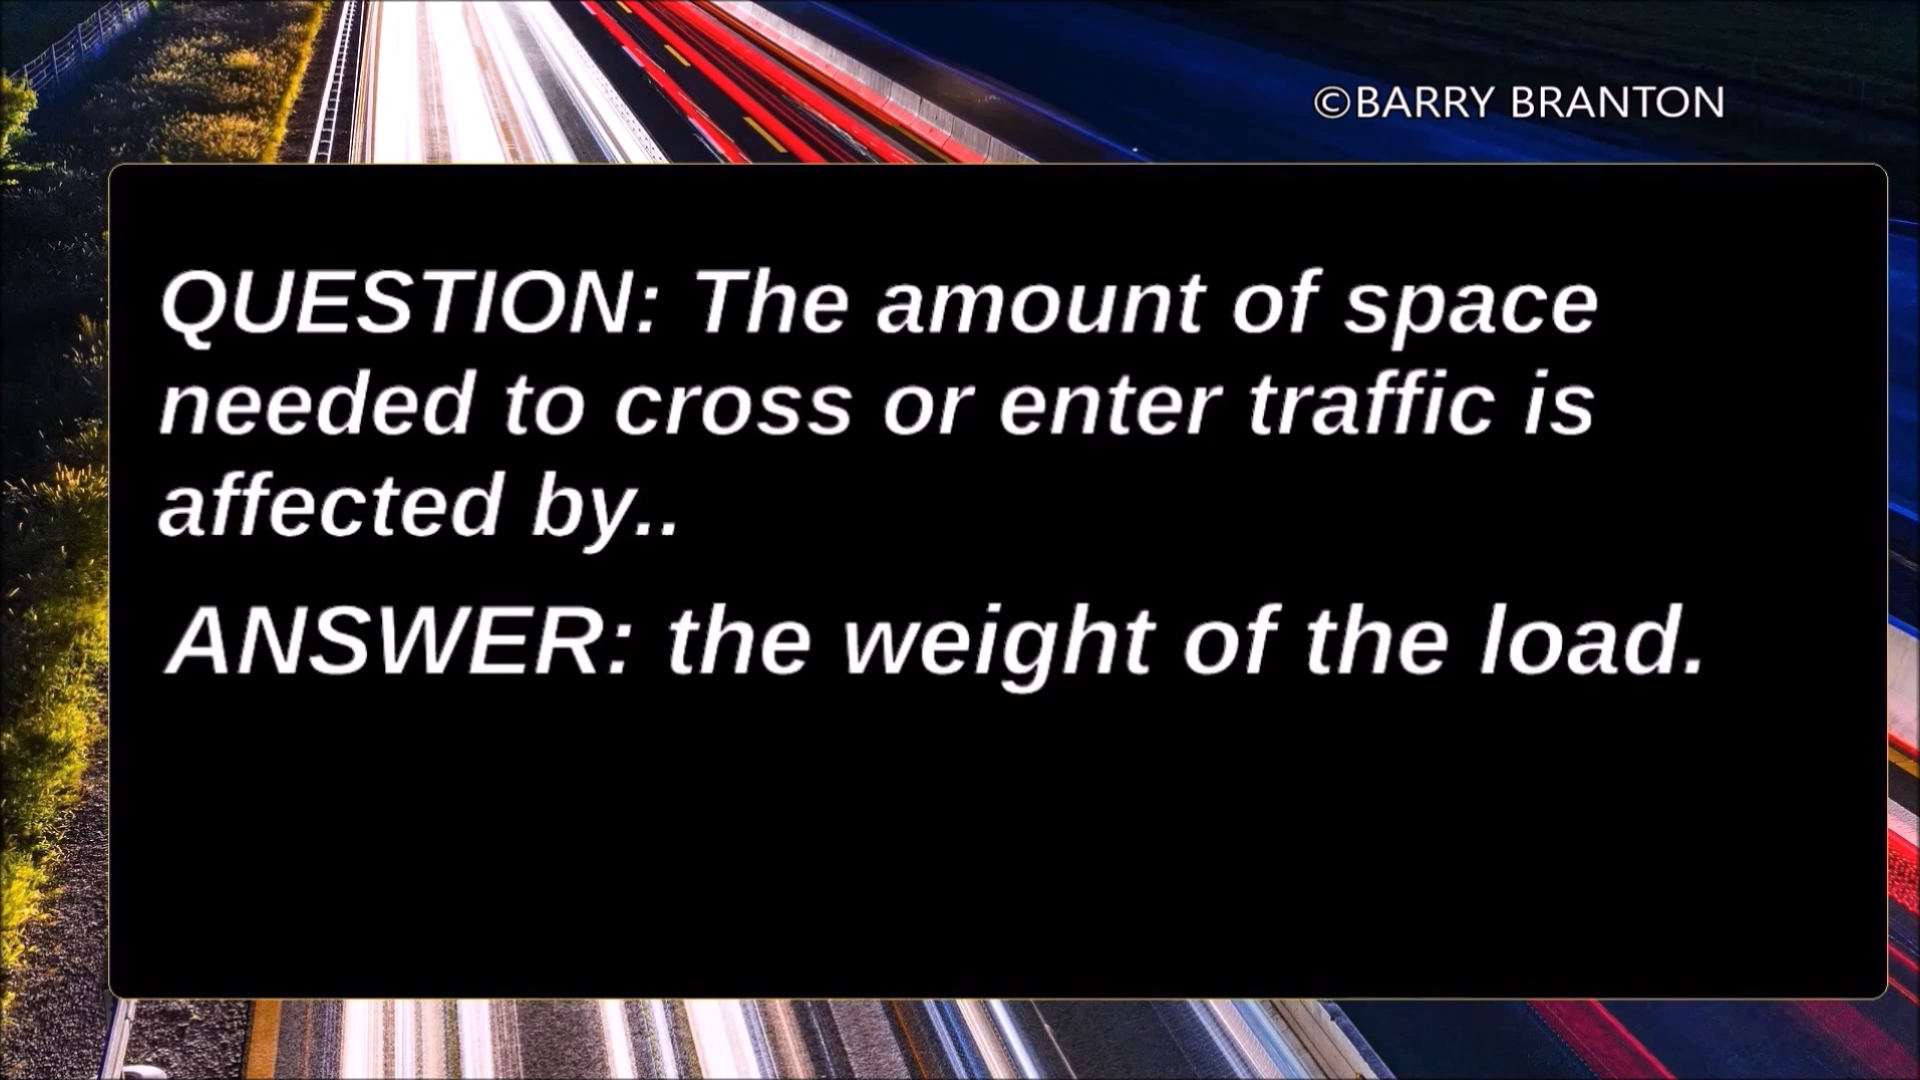 ©BARRY BRANTON
QUESTION: The amount of space
needed to cross or enter traffic is
affected by..
ANSWER: the weight of the load.